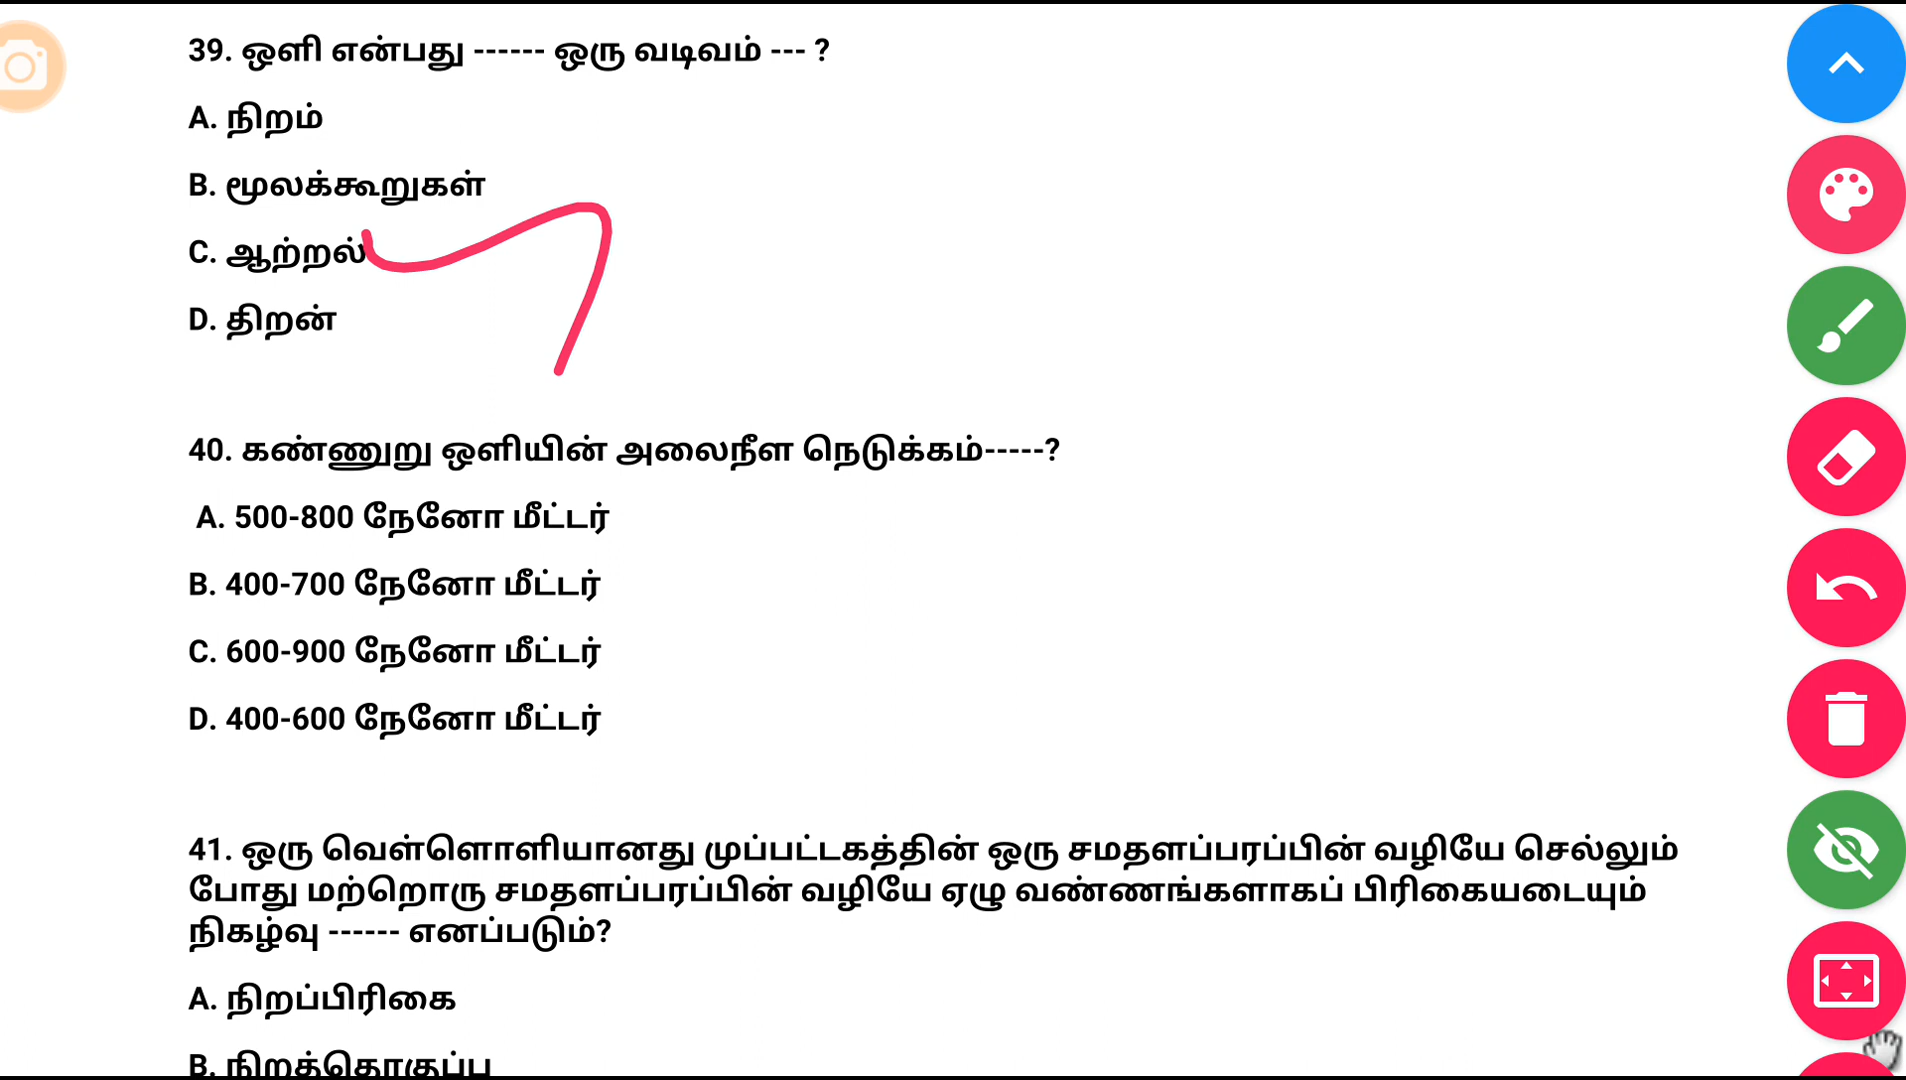 39. ஒளி என்பது ------ ஒரு வடிவம் --- ?
A. நிறம்
B. மூலக்கூறுகள்
C. ஆற்றல்
D. திறன்
40. கண்ணுறு ஒளியின் அலைநீள நெடுக்கம்-----?
A. 500-800 நேனோ மீட்டர்
B. 400-700 நேனோ மீட்டர்
C. 600-900 நேனோ மீட்டர்
D. 400-600 நேனோ மீட்டர்
41. ஒரு வெள்ளொளியானது முப்பட்டகத்தின் ஒரு சமதளப்பரப்பின் வழியே செல்லும்
போது மற்றொரு சமதளப்பரப்பின் வழியே ஏழு வண்ணங்களாகப் பிரிகையடையும்
நிகழ்வு ------ எனப்படும்?
A. நிறப்பிரிகை
B. நிறத்தொகுப்பு